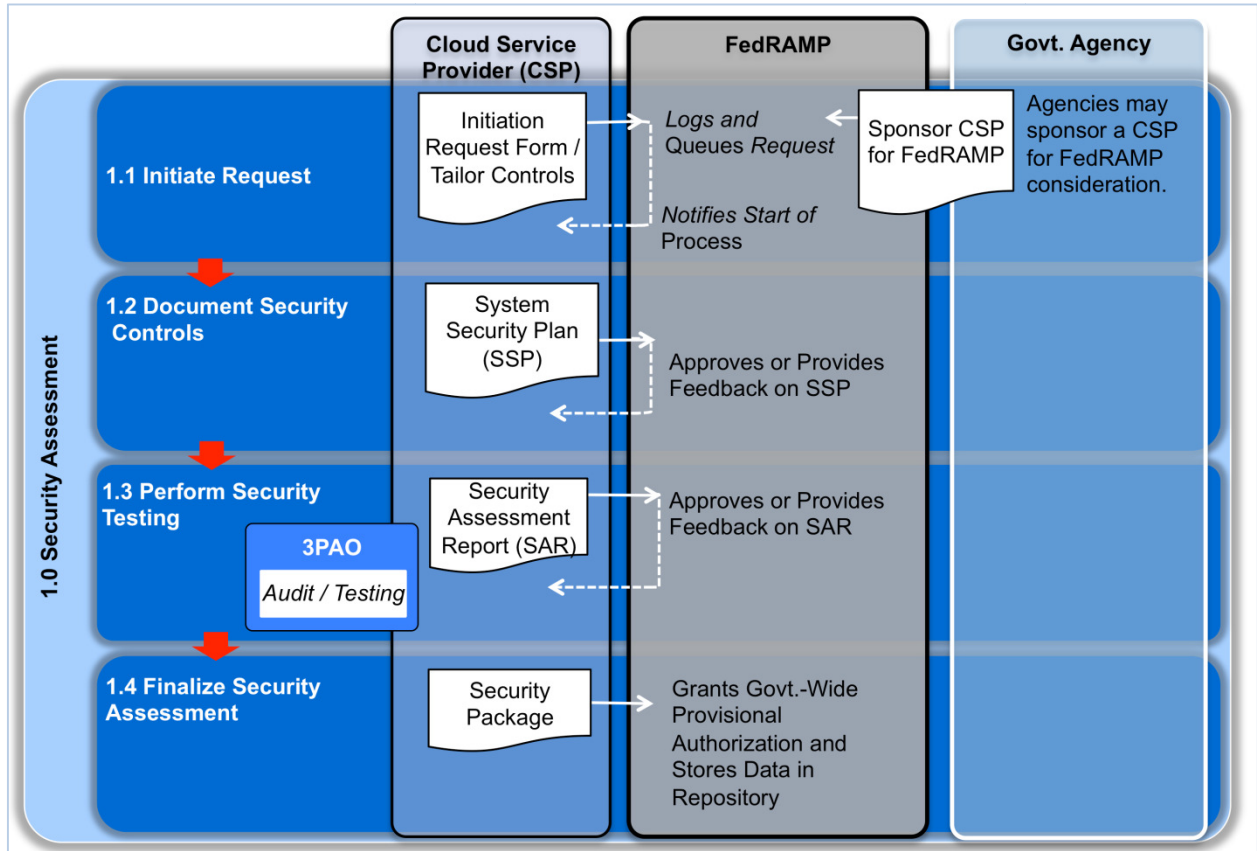 Cloud Service
Provider (CSP)
FedRAMP
Govt. Agency
1.0 Security Assessment
1.1 Initiate Request
Initiation
Request Form /
Tailor Controls
Logs and
Queues Request
Notifies Start of
Process
Sponsor CSP
for FedRAMP
Agencies may
sponsor a CSP
for FedRAMP
consideration.
1.2 Document Security
Controls
System
Security Plan
(SSP)
Approves or Provides
Feedback on SSP
1.3 Perform Security
Testing
3PAO
Audit / Testing
Security
Assessment
Report (SAR)
Approves or Provides
Feedback on SAR
1.4 Finalize Security
Assessment
Security
Package
Grants Govt.-Wide
Provisional
Authorization and
Stores Data in
Repository